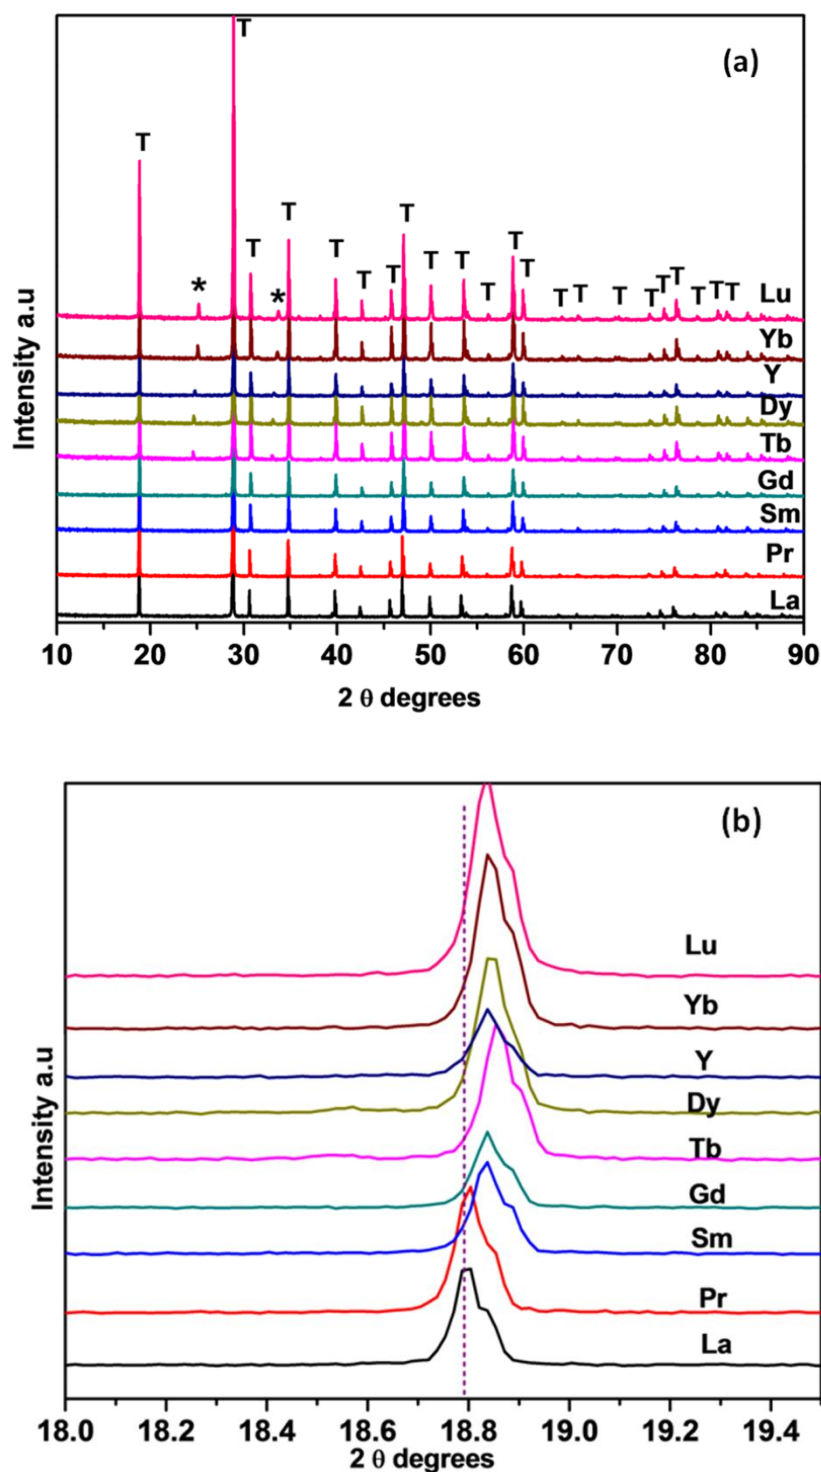 (a)
T
T
T T T T T T T T T T T T T T T T T T
* *
Lu
Yb
Y
Dy
Tb
Gd
Sm
Pr
La
Intensity a.u
10 20 30 40 50 60 70 80 90
2 θ degrees
(b)
Lu
Yb
Y
Dy
Tb
Gd
Sm
Pr
La
Intensity a.u
18.0 18.2 18.4 18.6 18.8 19.0 19.2 19.4
2 θ degrees